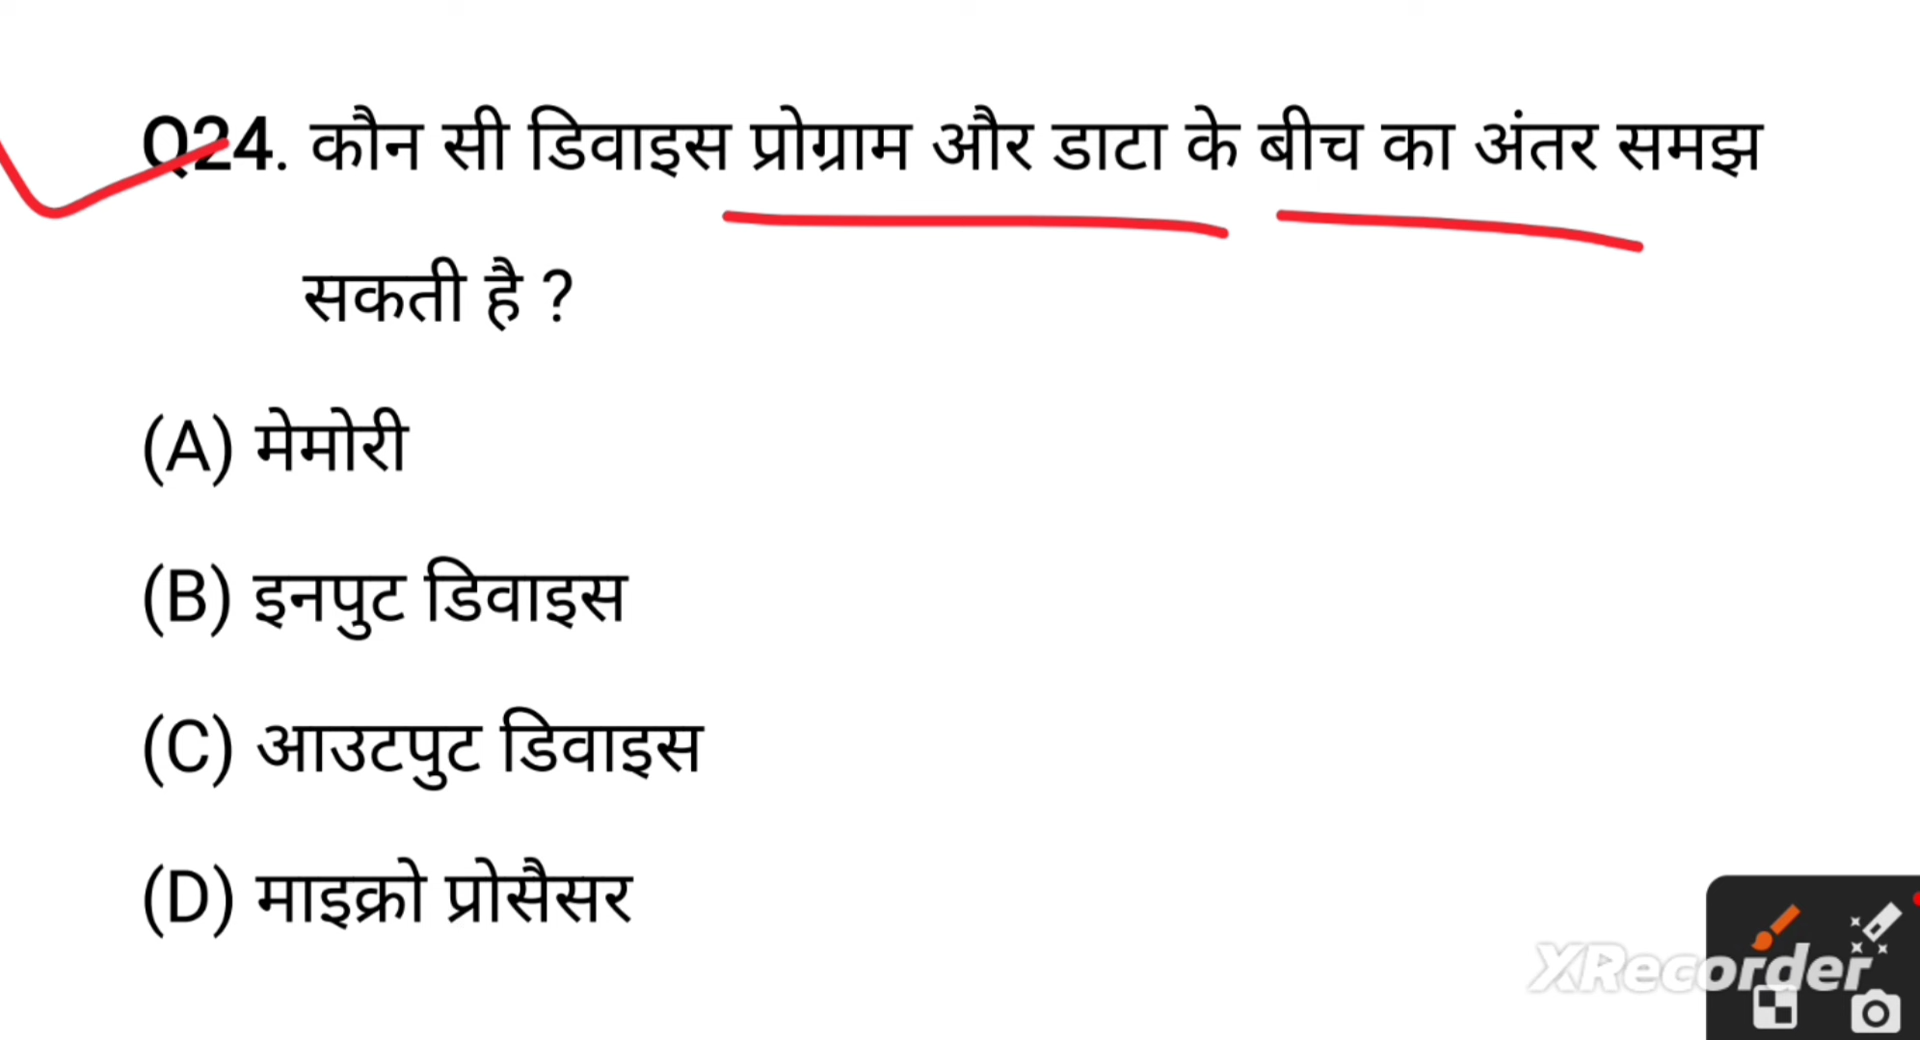 Q24. कौन सी डिवाइस प्रोग्राम और डाटा के बीच का अंतर समझ
सकती है ?
(A) मेमोरी
(B) इनपुट डिवाइस
(C) आउटपुट डिवाइस
(D) माइक्रो प्रोसैसर
XRecorder